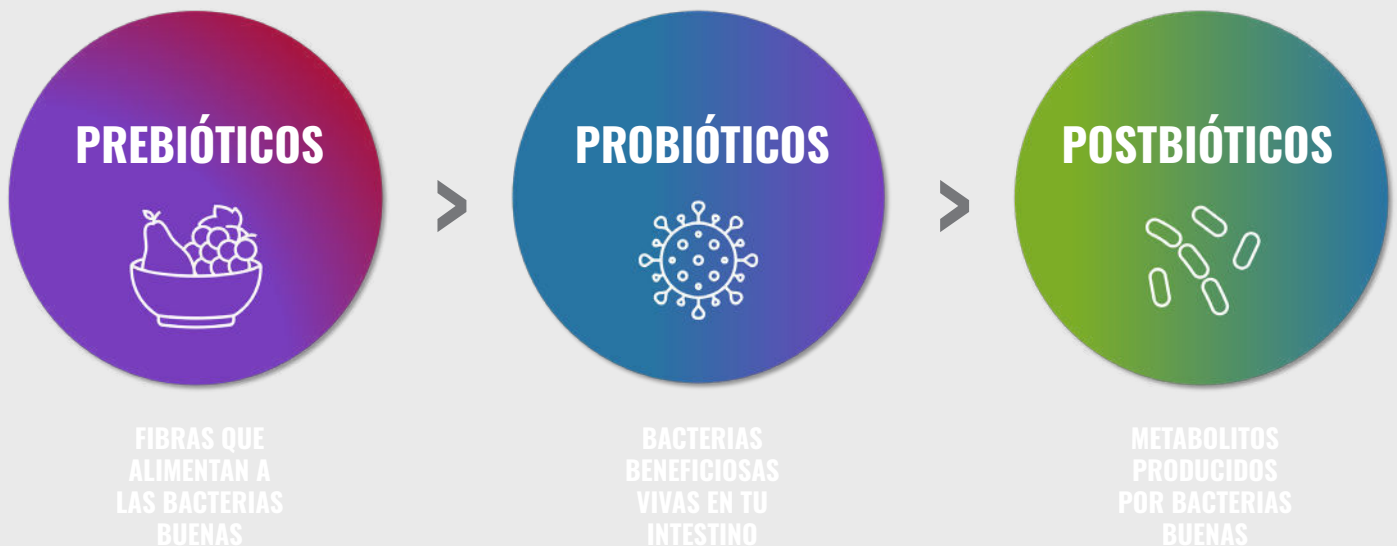 PREBIÓTICOS
FIBRAS QUE
ALIMENTAN A
LAS BACTERIAS
BUENAS
>
PROBIÓTICOS
BACTERIAS
BENEFICIOSAS
VIVAS EN TU
INTESTINO
>
POSTBIÓTICOS
METABOLITOS
PRODUCIDOS
POR BACTERIAS
BUENAS